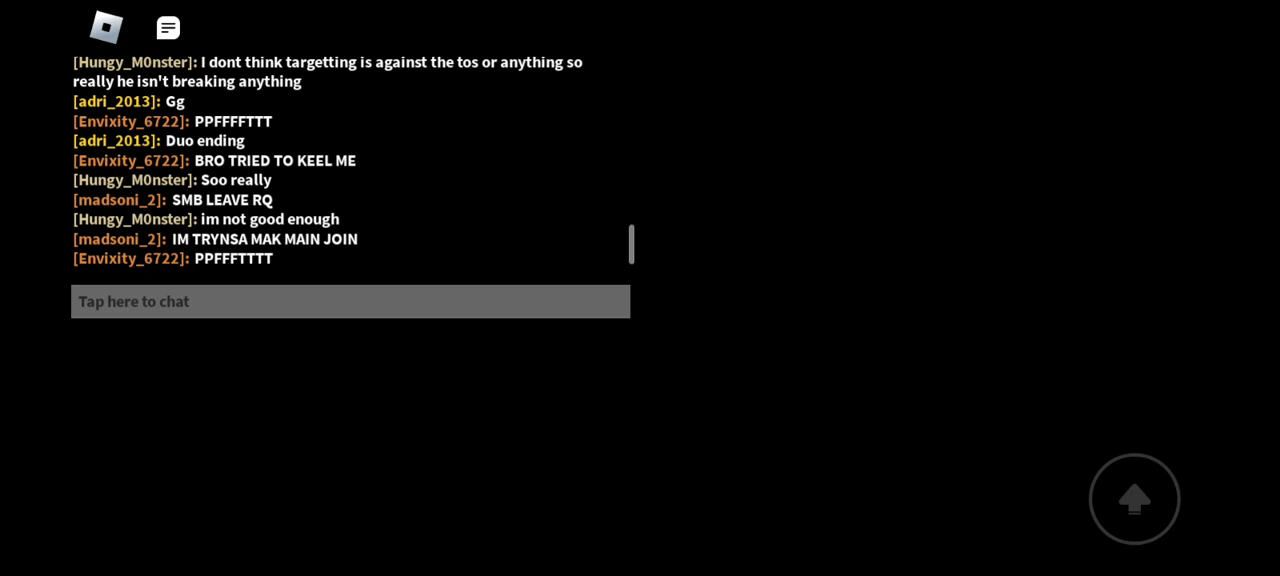 [Hungy_M0nster]: I dont think targetting is against the tos or anything so
really he isn't breaking anything
[adri_2013]: Gg
[Envixity_6722]: PPFFFFTTT
[adri_2013]: Duo ending
[Envixity_6722]: BRO TRIED TO KEEL ME
[Hungy_M0nster]: Soo really
[madsoni_2]: SMB LEAVE RQ
[Hungy_M0nster]: im not good enough
[madsoni_2]: IM TRYNSA MAK MAIN JOIN
[Envixity_6722]: PPFFFTTTT
Tap here to chat